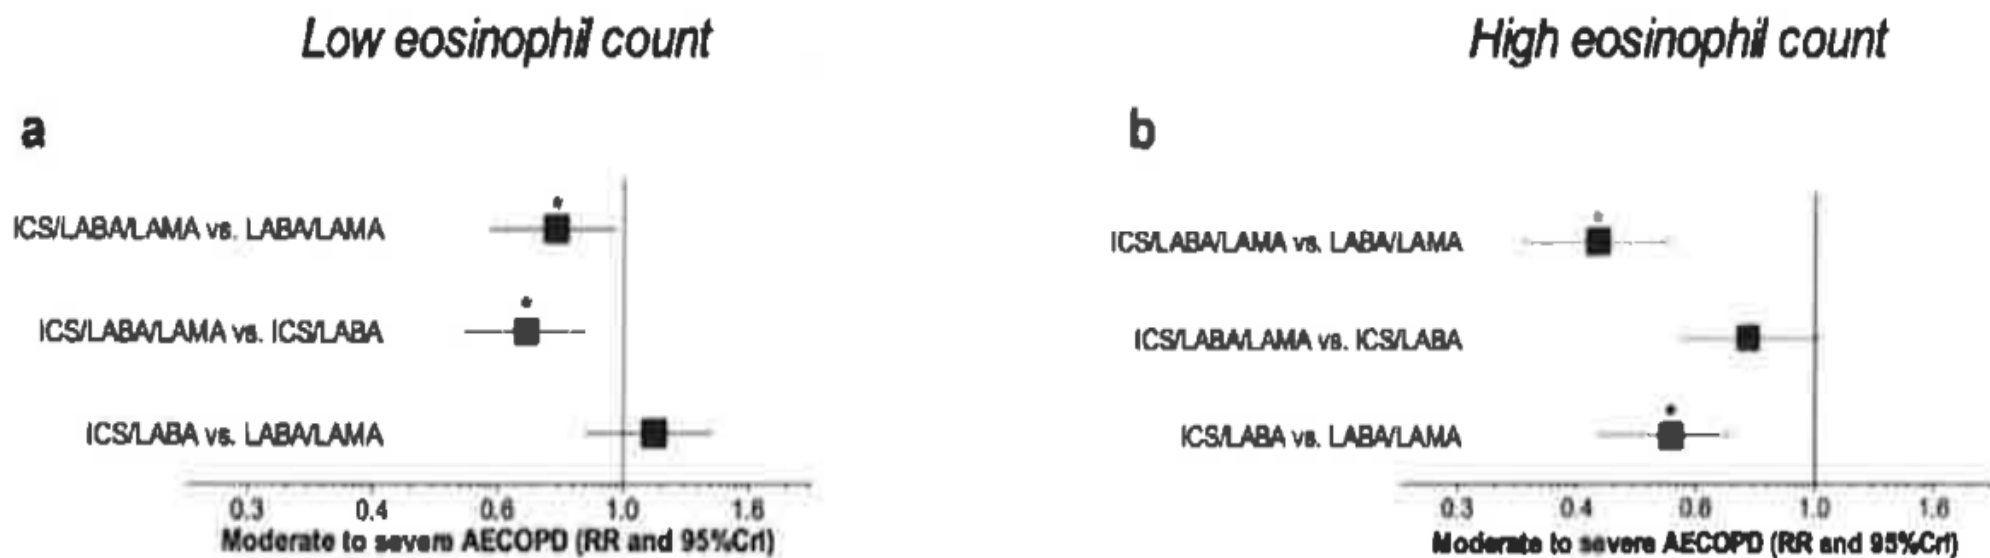 Low eosinophil count
High eosinophil count
a
b
ICS/LABA/LAMA vs. LABA/LAMA
ICS/LABA/LAMA vs. ICS/LABA
ICS/LABA vs. LABA/LAMA
0.3 0.4 0.6 1.0 1.6
Moderate to severe AECOPD (RR and 95%CrI)
ICS/LABA/LAMA vs. LABA/LAMA
ICS/LABA/LAMA vs. ICS/LABA
ICS/LABA vs. LABA/LAMA
0.3 0.4 0.6 1.0 1.6
Moderate to severe AECOPD (RR and 95%CrI)